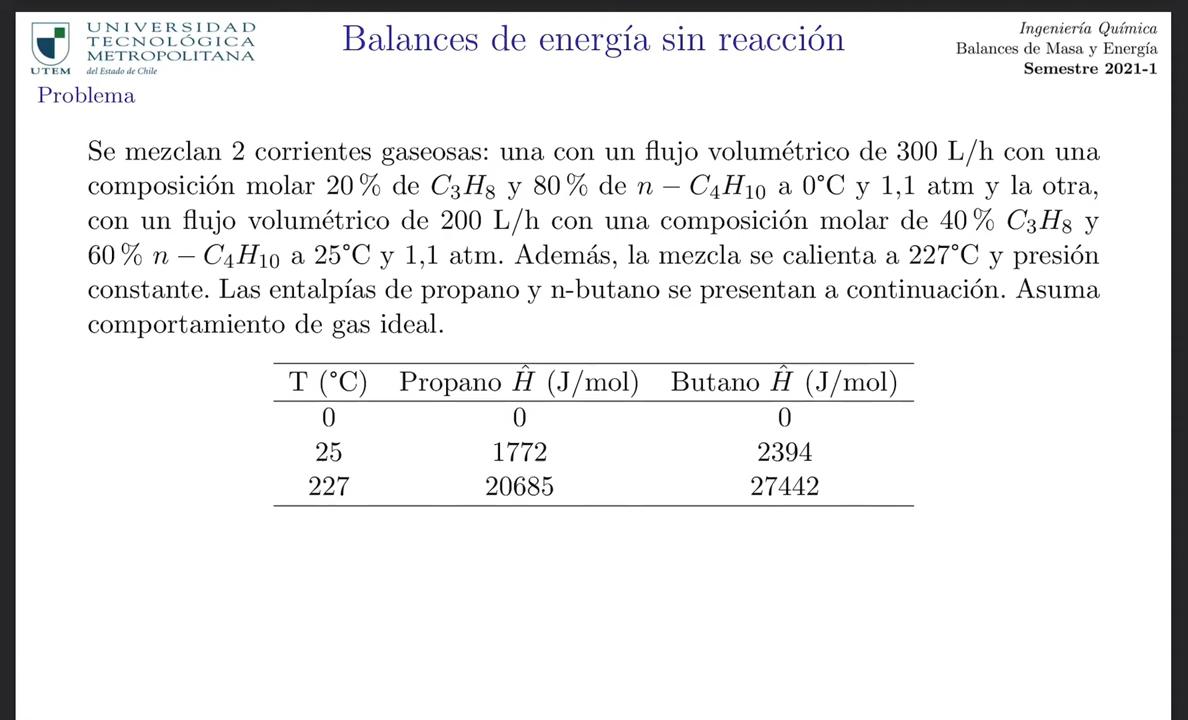 UNIVERSIDAD
TECNOLÓGICA
METROPOLITANA
UTEM
del Estado de Chile
Balances de energía sin reacción
Ingeniería Química
Balances de Masa y Energía
Semestre 2021-1
Problema
Se mezclan 2 corrientes gaseosas: una con un flujo volumétrico de 300 L/h con una
composición molar 20 % de C₃H₈ y 80 % de n − C₄H₁₀ a 0°C y 1,1 atm y la otra,
con un flujo volumétrico de 200 L/h con una composición molar de 40 % C₃H₈ y
60 % n − C₄H₁₀ a 25°C y 1,1 atm. Además, la mezcla se calienta a 227°C y presión
constante. Las entalpías de propano y n-butano se presentan a continuación. Asuma
comportamiento de gas ideal.
T (°C) Propano Ĥ (J/mol) Butano Ĥ (J/mol)
0 0 0
25 1772 2394
227 20685 27442